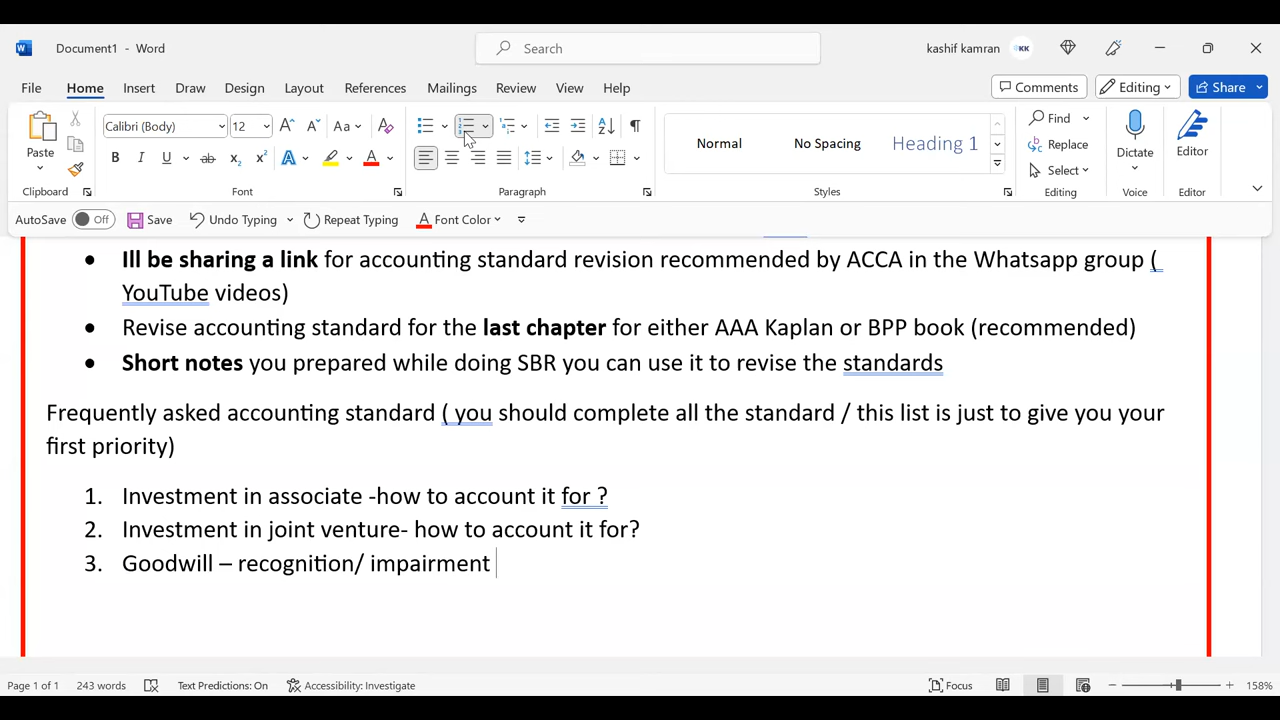 Document1 - Word
Search
kashif kamran
KK
File Home Insert Draw Design Layout References Mailings Review View Help
Comments
Editing
Share
Paste
Calibri (Body)
12
Find
Replace
Select
Normal
No Spacing
Heading 1
Dictate
Editor
Clipboard
Font
Paragraph
Styles
Editing
Voice
Editor
AutoSave Off Save Undo Typing Repeat Typing Font Color
• Ill be sharing a link for accounting standard revision recommended by ACCA in the Whatsapp group (
YouTube videos)
• Revise accounting standard for the last chapter for either AAA Kaplan or BPP book (recommended)
• Short notes you prepared while doing SBR you can use it to revise the standards
Frequently asked accounting standard ( you should complete all the standard / this list is just to give you your
first priority)
1. Investment in associate -how to account it for ?
2. Investment in joint venture- how to account it for?
3. Goodwill – recognition/ impairment
Page 1 of 1 243 words Text Predictions: On Accessibility: Investigate Focus 158%